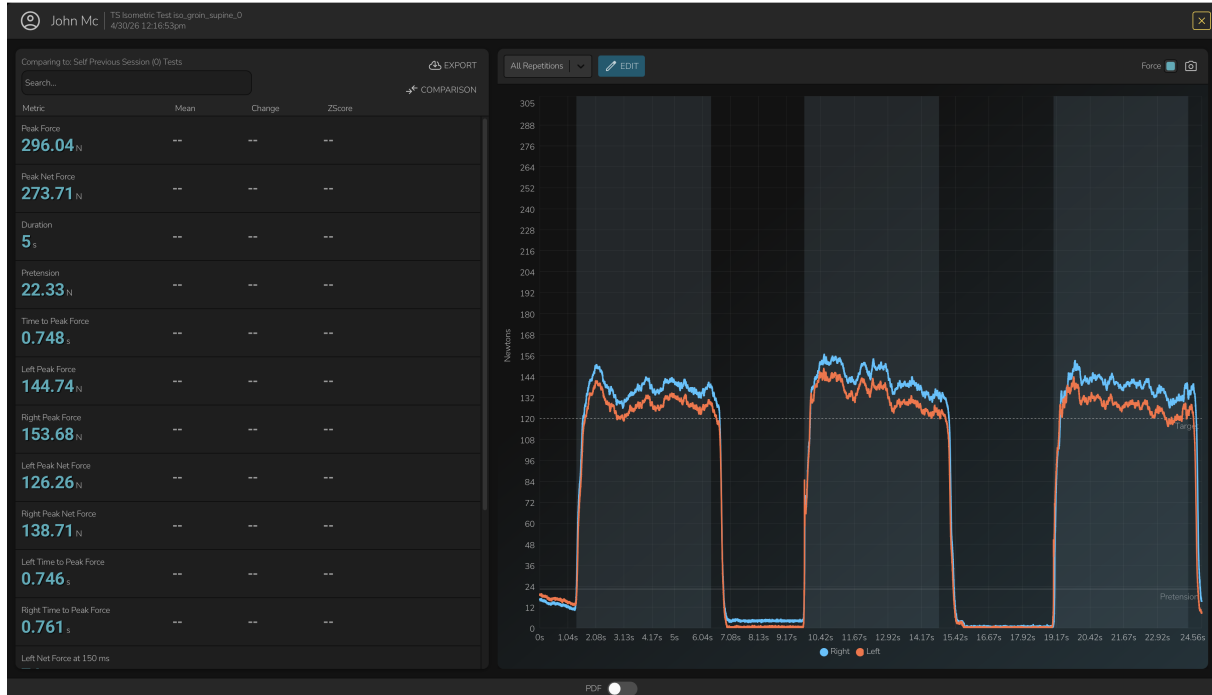 John Mc
TS Isometric Test iso_groin_supine_0
4/30/26 12:16:53pm
Comparing to: Self Previous Session (0) Tests
EXPORT
Search...
COMPARISON
Metric Mean Change ZScore
Peak Force
296.04 N -- -- --
Peak Net Force
273.71 N -- -- --
Duration
5 s -- -- --
Pretension
22.33 N -- -- --
Time to Peak Force
0.748 s -- -- --
Left Peak Force
144.74 N -- -- --
Right Peak Force
153.68 N -- -- --
Left Peak Net Force
126.26 N -- -- --
Right Peak Net Force
138.71 N -- -- --
Left Time to Peak Force
0.746 s -- -- --
Right Time to Peak Force
0.761 s -- -- --
Left Net Force at 150 ms
All Repetitions
EDIT
Force
Newtons
305
288
276
264
252
240
228
216
204
192
180
168
156
144
132
120
108
96
84
72
60
48
36
24
12
0
Target
Pretension
0s 1.04s 2.08s 3.13s 4.17s 5s 6.04s 7.08s 8.13s 9.17s 10.42s 11.67s 12.92s 14.17s 15.42s 16.67s 17.92s 19.17s 20.42s 21.67s 22.92s 24.56s
Right Left
PDF